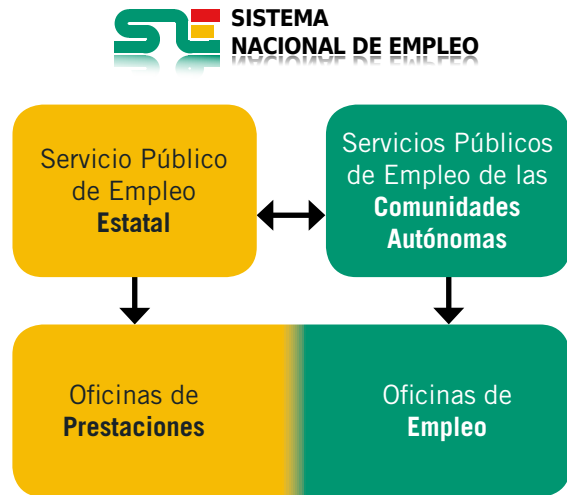 SNE
SISTEMA
NACIONAL DE EMPLEO
Servicio Público
de Empleo
Estatal
Servicios Públicos
de Empleo de las
Comunidades
Autónomas
Oficinas de
Prestaciones
Oficinas de
Empleo